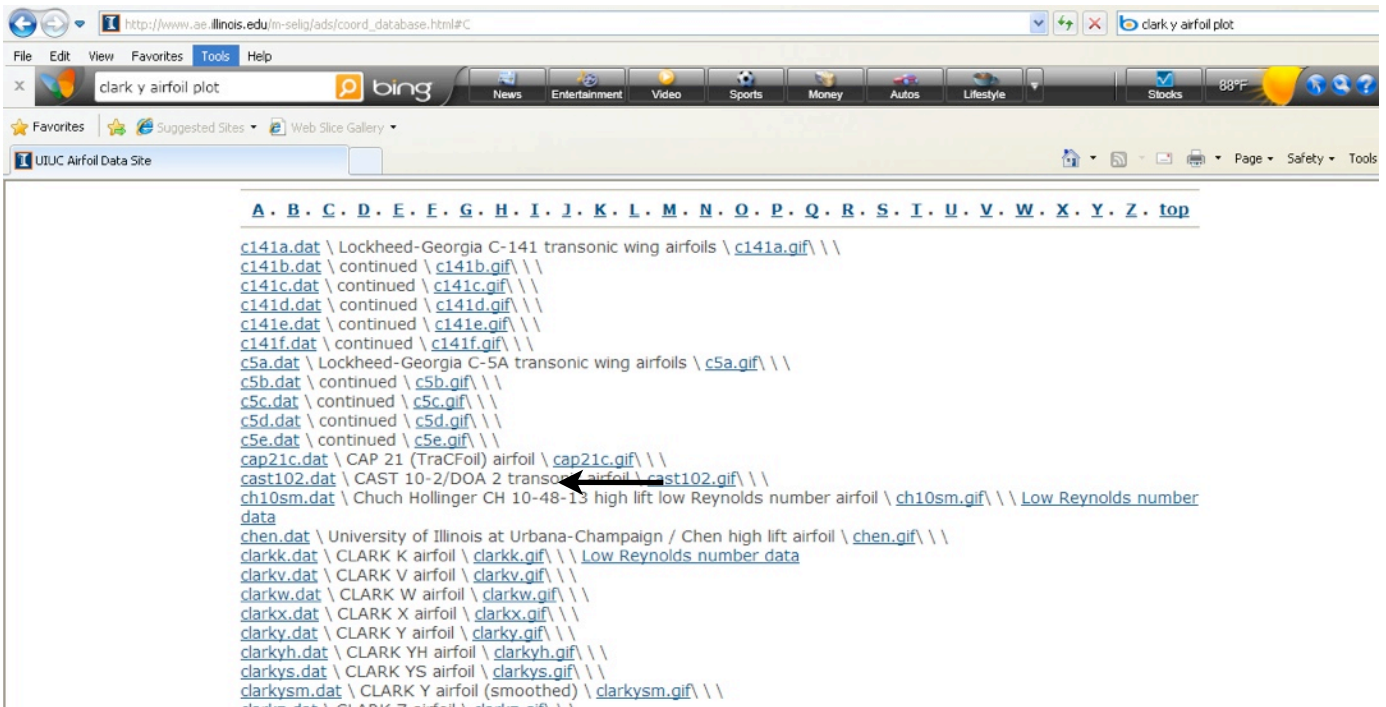 http://www.ae.illinois.edu/m-selig/ads/coord_database.html#C clark y airfoil plot
File Edit View Favorites Tools Help
x clark y airfoil plot bing News Entertainment Video Sports Money Autos Lifestyle Stocks 88°F
Favorites Suggested Sites Web Slice Gallery
UIUC Airfoil Data Site Page Safety Tools
A . B . C . D . E . F . G . H . I . J . K . L . M . N . O . P . Q . R . S . T . U . V . W . X . Y . Z . top
c141a.dat \ Lockheed-Georgia C-141 transonic wing airfoils \ c141a.gif\ \ \
c141b.dat \ continued \ c141b.gif\ \ \
c141c.dat \ continued \ c141c.gif\ \ \
c141d.dat \ continued \ c141d.gif\ \ \
c141e.dat \ continued \ c141e.gif\ \ \
c141f.dat \ continued \ c141f.gif\ \ \
c5a.dat \ Lockheed-Georgia C-5A transonic wing airfoils \ c5a.gif\ \ \
c5b.dat \ continued \ c5b.gif\ \ \
c5c.dat \ continued \ c5c.gif\ \ \
c5d.dat \ continued \ c5d.gif\ \ \
c5e.dat \ continued \ c5e.gif\ \ \
cap21c.dat \ CAP 21 (TraCFoil) airfoil \ cap21c.gif\ \ \
cast102.dat \ CAST 10-2/DOA 2 transonic airfoil \ cast102.gif\ \ \
ch10sm.dat \ Chuch Hollinger CH 10-48-13 high lift low Reynolds number airfoil \ ch10sm.gif\ \ \ Low Reynolds number
data
chen.dat \ University of Illinois at Urbana-Champaign / Chen high lift airfoil \ chen.gif\ \ \
clarkk.dat \ CLARK K airfoil \ clarkk.gif\ \ \ Low Reynolds number data
clarkv.dat \ CLARK V airfoil \ clarkv.gif\ \ \
clarkw.dat \ CLARK W airfoil \ clarkw.gif\ \ \
clarkx.dat \ CLARK X airfoil \ clarkx.gif\ \ \
clarky.dat \ CLARK Y airfoil \ clarky.gif\ \ \
clarkyh.dat \ CLARK YH airfoil \ clarkyh.gif\ \ \
clarkys.dat \ CLARK YS airfoil \ clarkys.gif\ \ \
clarkysm.dat \ CLARK Y airfoil (smoothed) \ clarkysm.gif\ \ \
clarkz.dat \ CLARK Z airfoil \ clarkz.gif\ \ \